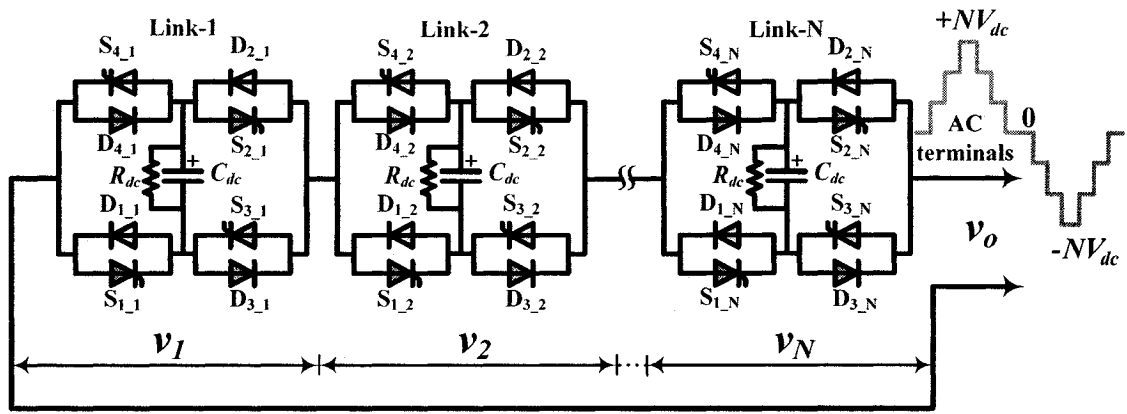 Link-1
Link-2
Link-N
+NVdc
S4_1
D2_1
S4_2
D2_2
S4_N
D2_N
D4_1
S2_1
D4_2
S2_2
D4_N
S2_N
AC
terminals
0
Rdc
+
Cdc
Rdc
+
Cdc
Rdc
+
Cdc
D1_1
S3_1
D1_2
S3_2
D1_N
S3_N
vo
-NVdc
S1_1
D3_1
S1_2
D3_2
S1_N
D3_N
v1
v2
...
vN